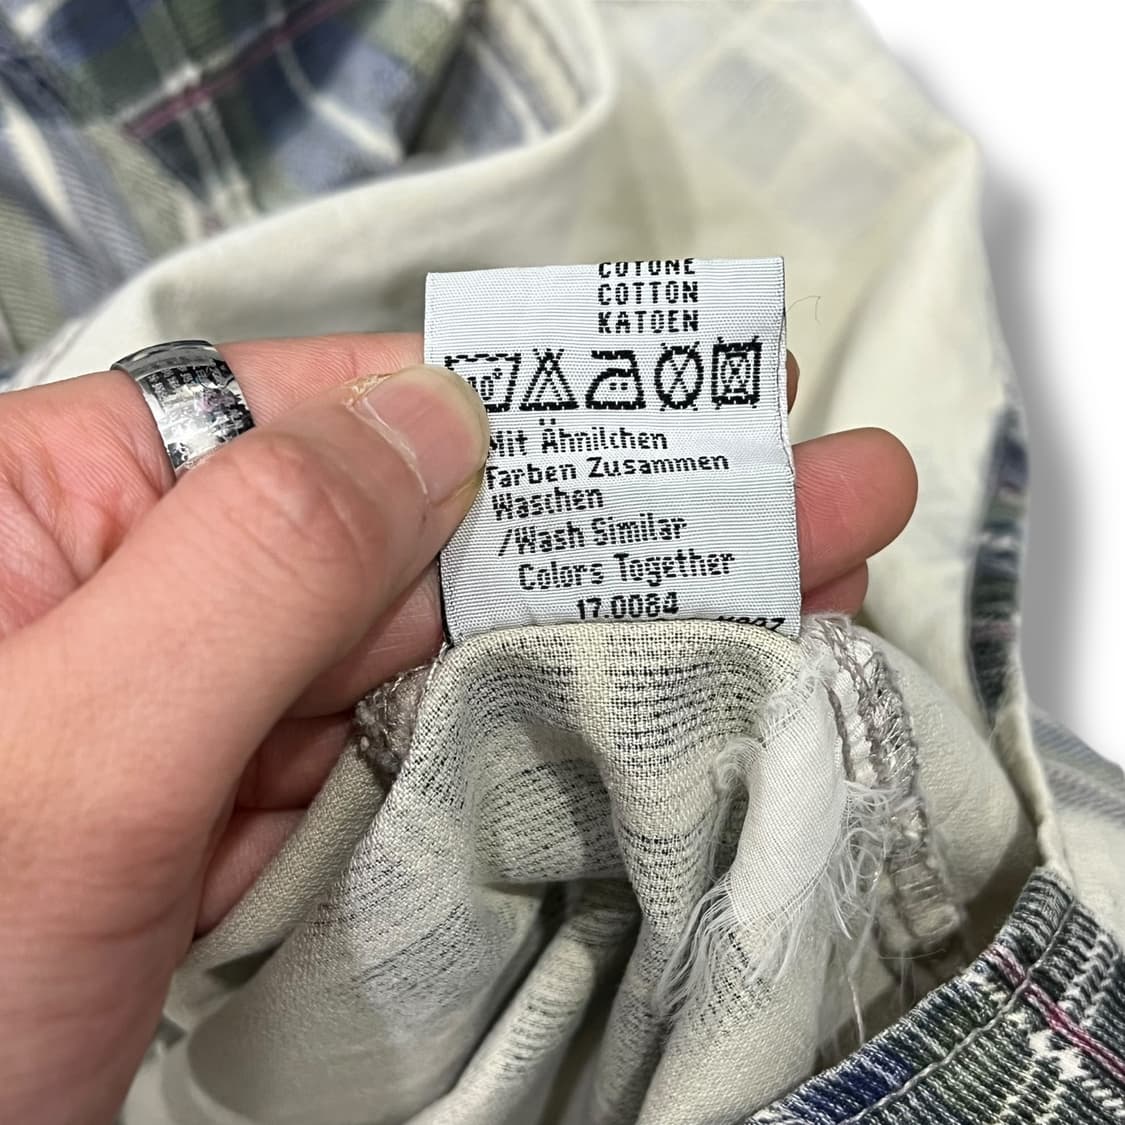 COTONE
COTTON
KATOEN
Mit Ähnilchen
Farben Zusammen
Waschen
/Wash Similar
Colors Together
17.0084